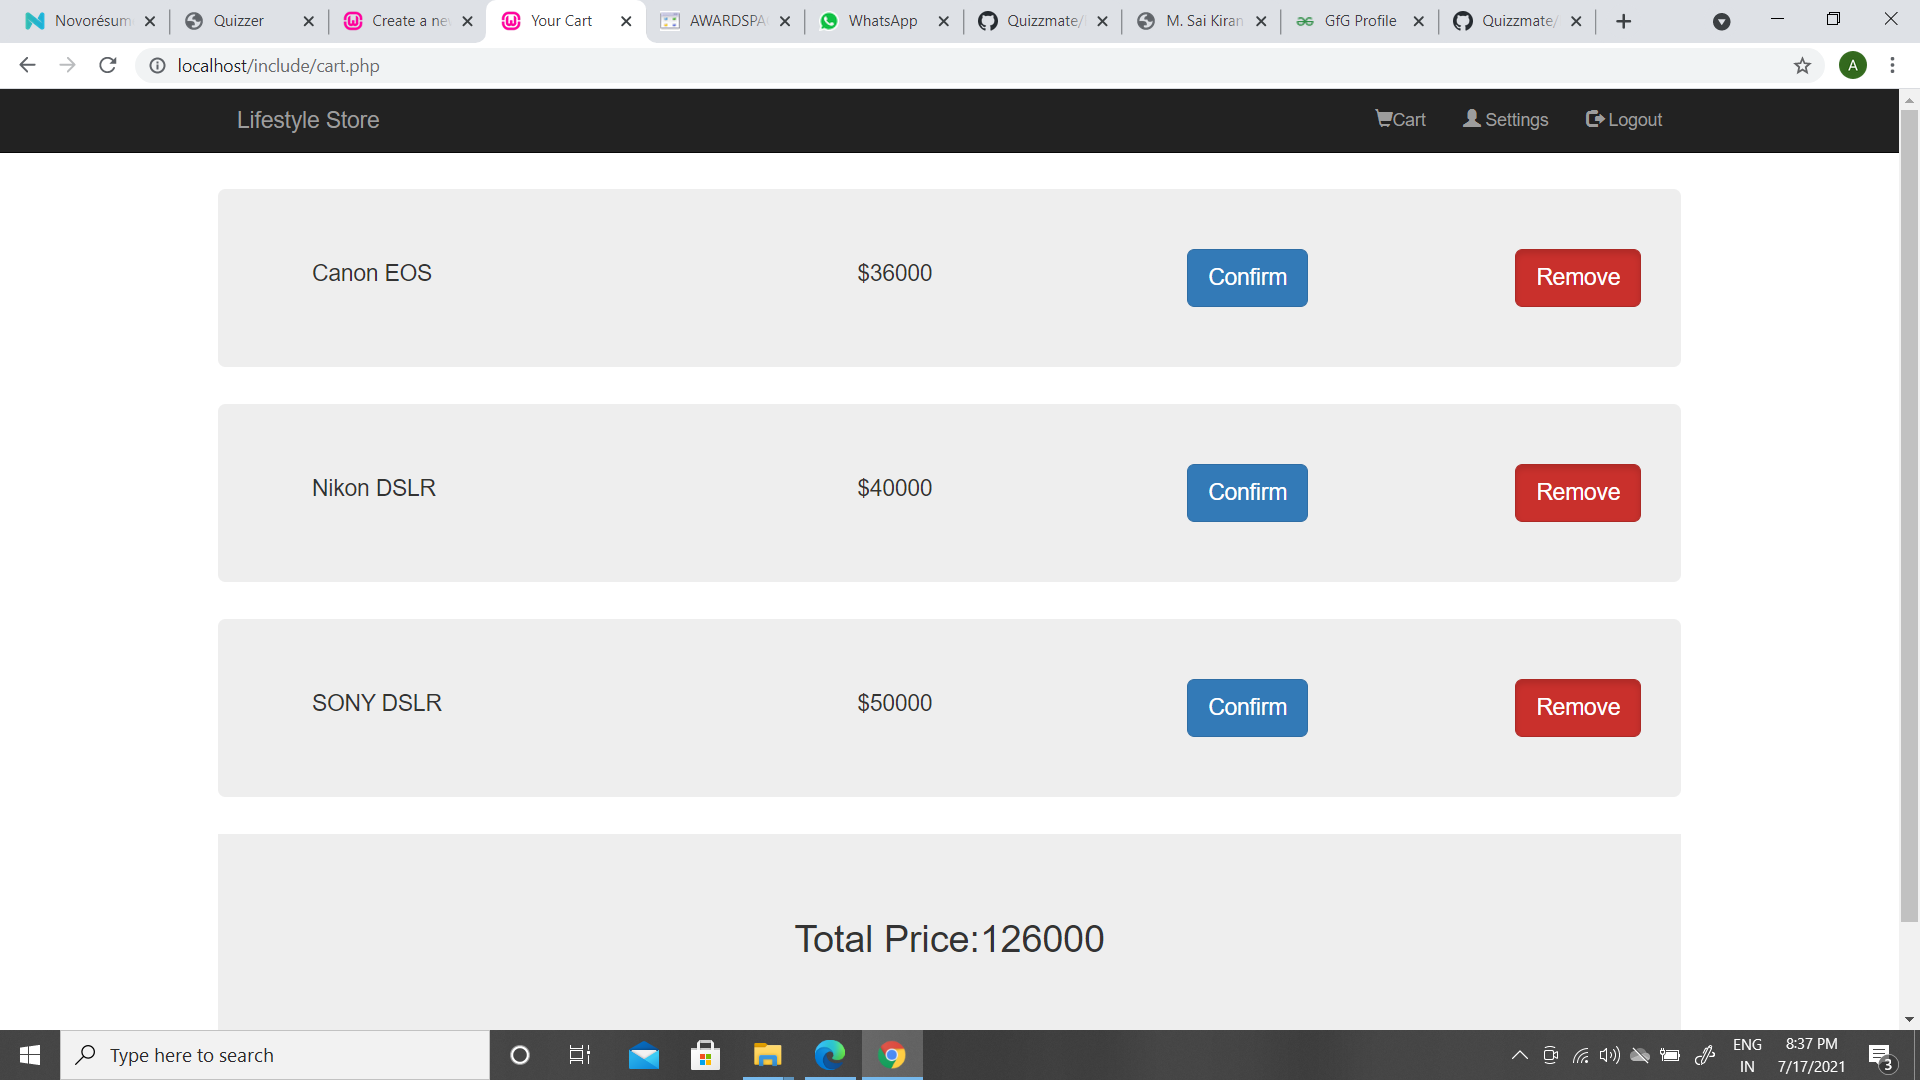 Novorésum Quizzer Create a ne Your Cart AWARDSPA WhatsApp Quizzmate/ M. Sai Kiran GfG Profile Quizzmate/
localhost/include/cart.php A
Lifestyle Store Cart Settings Logout
Canon EOS $36000 Confirm Remove
Nikon DSLR $40000 Confirm Remove
SONY DSLR $50000 Confirm Remove
Total Price:126000
Type here to search
ENG 8:37 PM
IN 7/17/2021 3